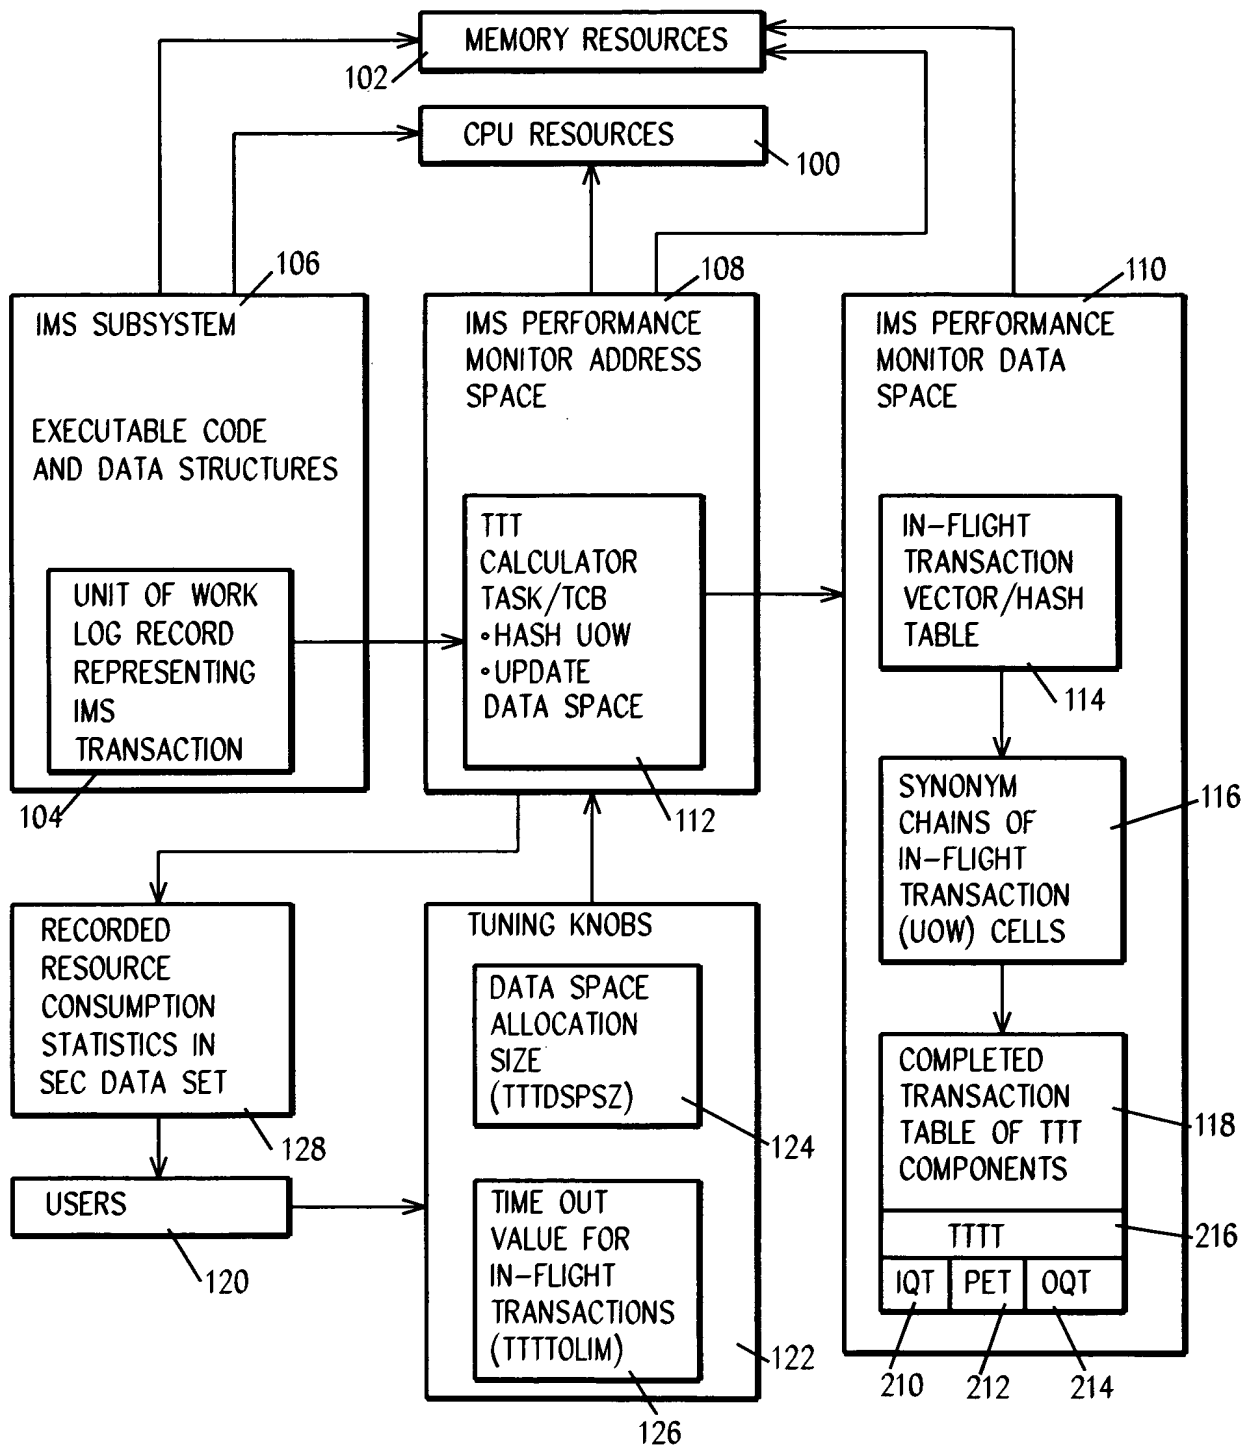 MEMORY RESOURCES
102
CPU RESOURCES
100
106
IMS SUBSYSTEM
EXECUTABLE CODE
AND DATA STRUCTURES
UNIT OF WORK
LOG RECORD
REPRESENTING
IMS
TRANSACTION
104
108
IMS PERFORMANCE
MONITOR ADDRESS
SPACE
TTT
CALCULATOR
TASK/TCB
•HASH UOW
•UPDATE
DATA SPACE
112
110
IMS PERFORMANCE
MONITOR DATA
SPACE
IN-FLIGHT
TRANSACTION
VECTOR/HASH
TABLE
114
SYNONYM
CHAINS OF
IN-FLIGHT
TRANSACTION
(UOW) CELLS
116
COMPLETED
TRANSACTION
TABLE OF TTT
COMPONENTS
118
TTTT
216
IQT
PET
OQT
210
212
214
RECORDED
RESOURCE
CONSUMPTION
STATISTICS IN
SEC DATA SET
128
USERS
120
TUNING KNOBS
DATA SPACE
ALLOCATION
SIZE
(TTTDSPSZ)
124
TIME OUT
VALUE FOR
IN-FLIGHT
TRANSACTIONS
(TTTTOLIM)
122
126